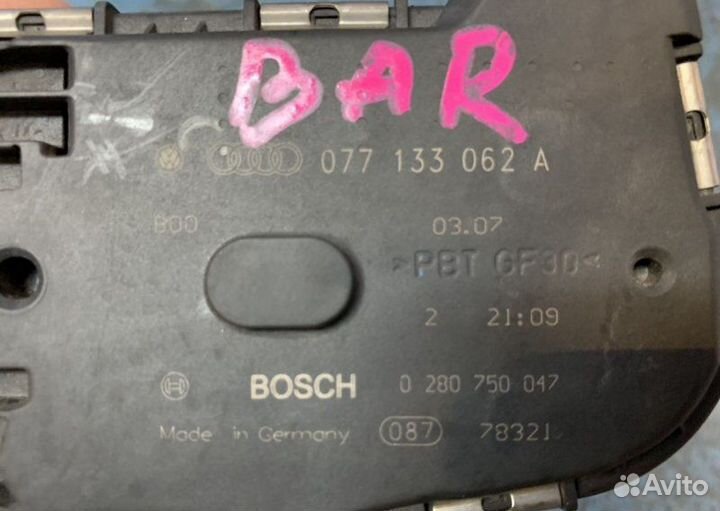 BAR
077 133 062 A
800 03.07
>PBT GF30<
2 21:09
BOSCH 0 280 750 047
Made in Germany 087 78321
Avito